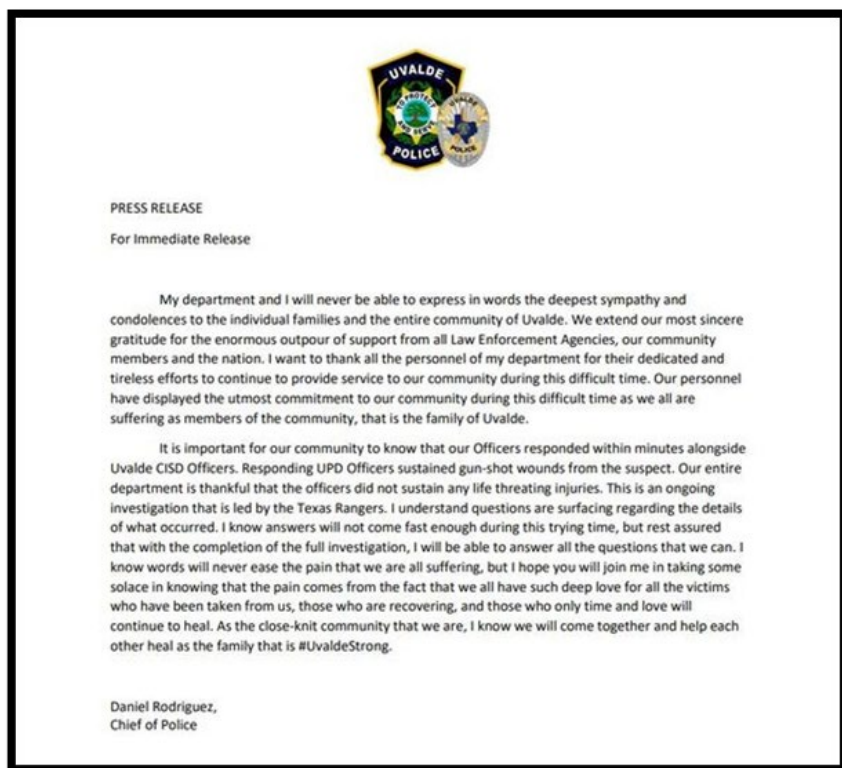 UVALDE
TO PROTECT
AND SERVE
POLICE
UVALDE
POLICE
PRESS RELEASE
For Immediate Release
My department and I will never be able to express in words the deepest sympathy and
condolences to the individual families and the entire community of Uvalde. We extend our most sincere
gratitude for the enormous outpour of support from all Law Enforcement Agencies, our community
members and the nation. I want to thank all the personnel of my department for their dedicated and
tireless efforts to continue to provide service to our community during this difficult time. Our personnel
have displayed the utmost commitment to our community during this difficult time as we all are
suffering as members of the community, that is the family of Uvalde.
It is important for our community to know that our Officers responded within minutes alongside
Uvalde CISD Officers. Responding UPD Officers sustained gun-shot wounds from the suspect. Our entire
department is thankful that the officers did not sustain any life threating injuries. This is an ongoing
investigation that is led by the Texas Rangers. I understand questions are surfacing regarding the details
of what occurred. I know answers will not come fast enough during this trying time, but rest assured
that with the completion of the full investigation, I will be able to answer all the questions that we can. I
know words will never ease the pain that we are all suffering, but I hope you will join me in taking some
solace in knowing that the pain comes from the fact that we all have such deep love for all the victims
who have been taken from us, those who are recovering, and those who only time and love will
continue to heal. As the close-knit community that we are, I know we will come together and help each
other heal as the family that is #UvaldeStrong.
Daniel Rodriguez,
Chief of Police